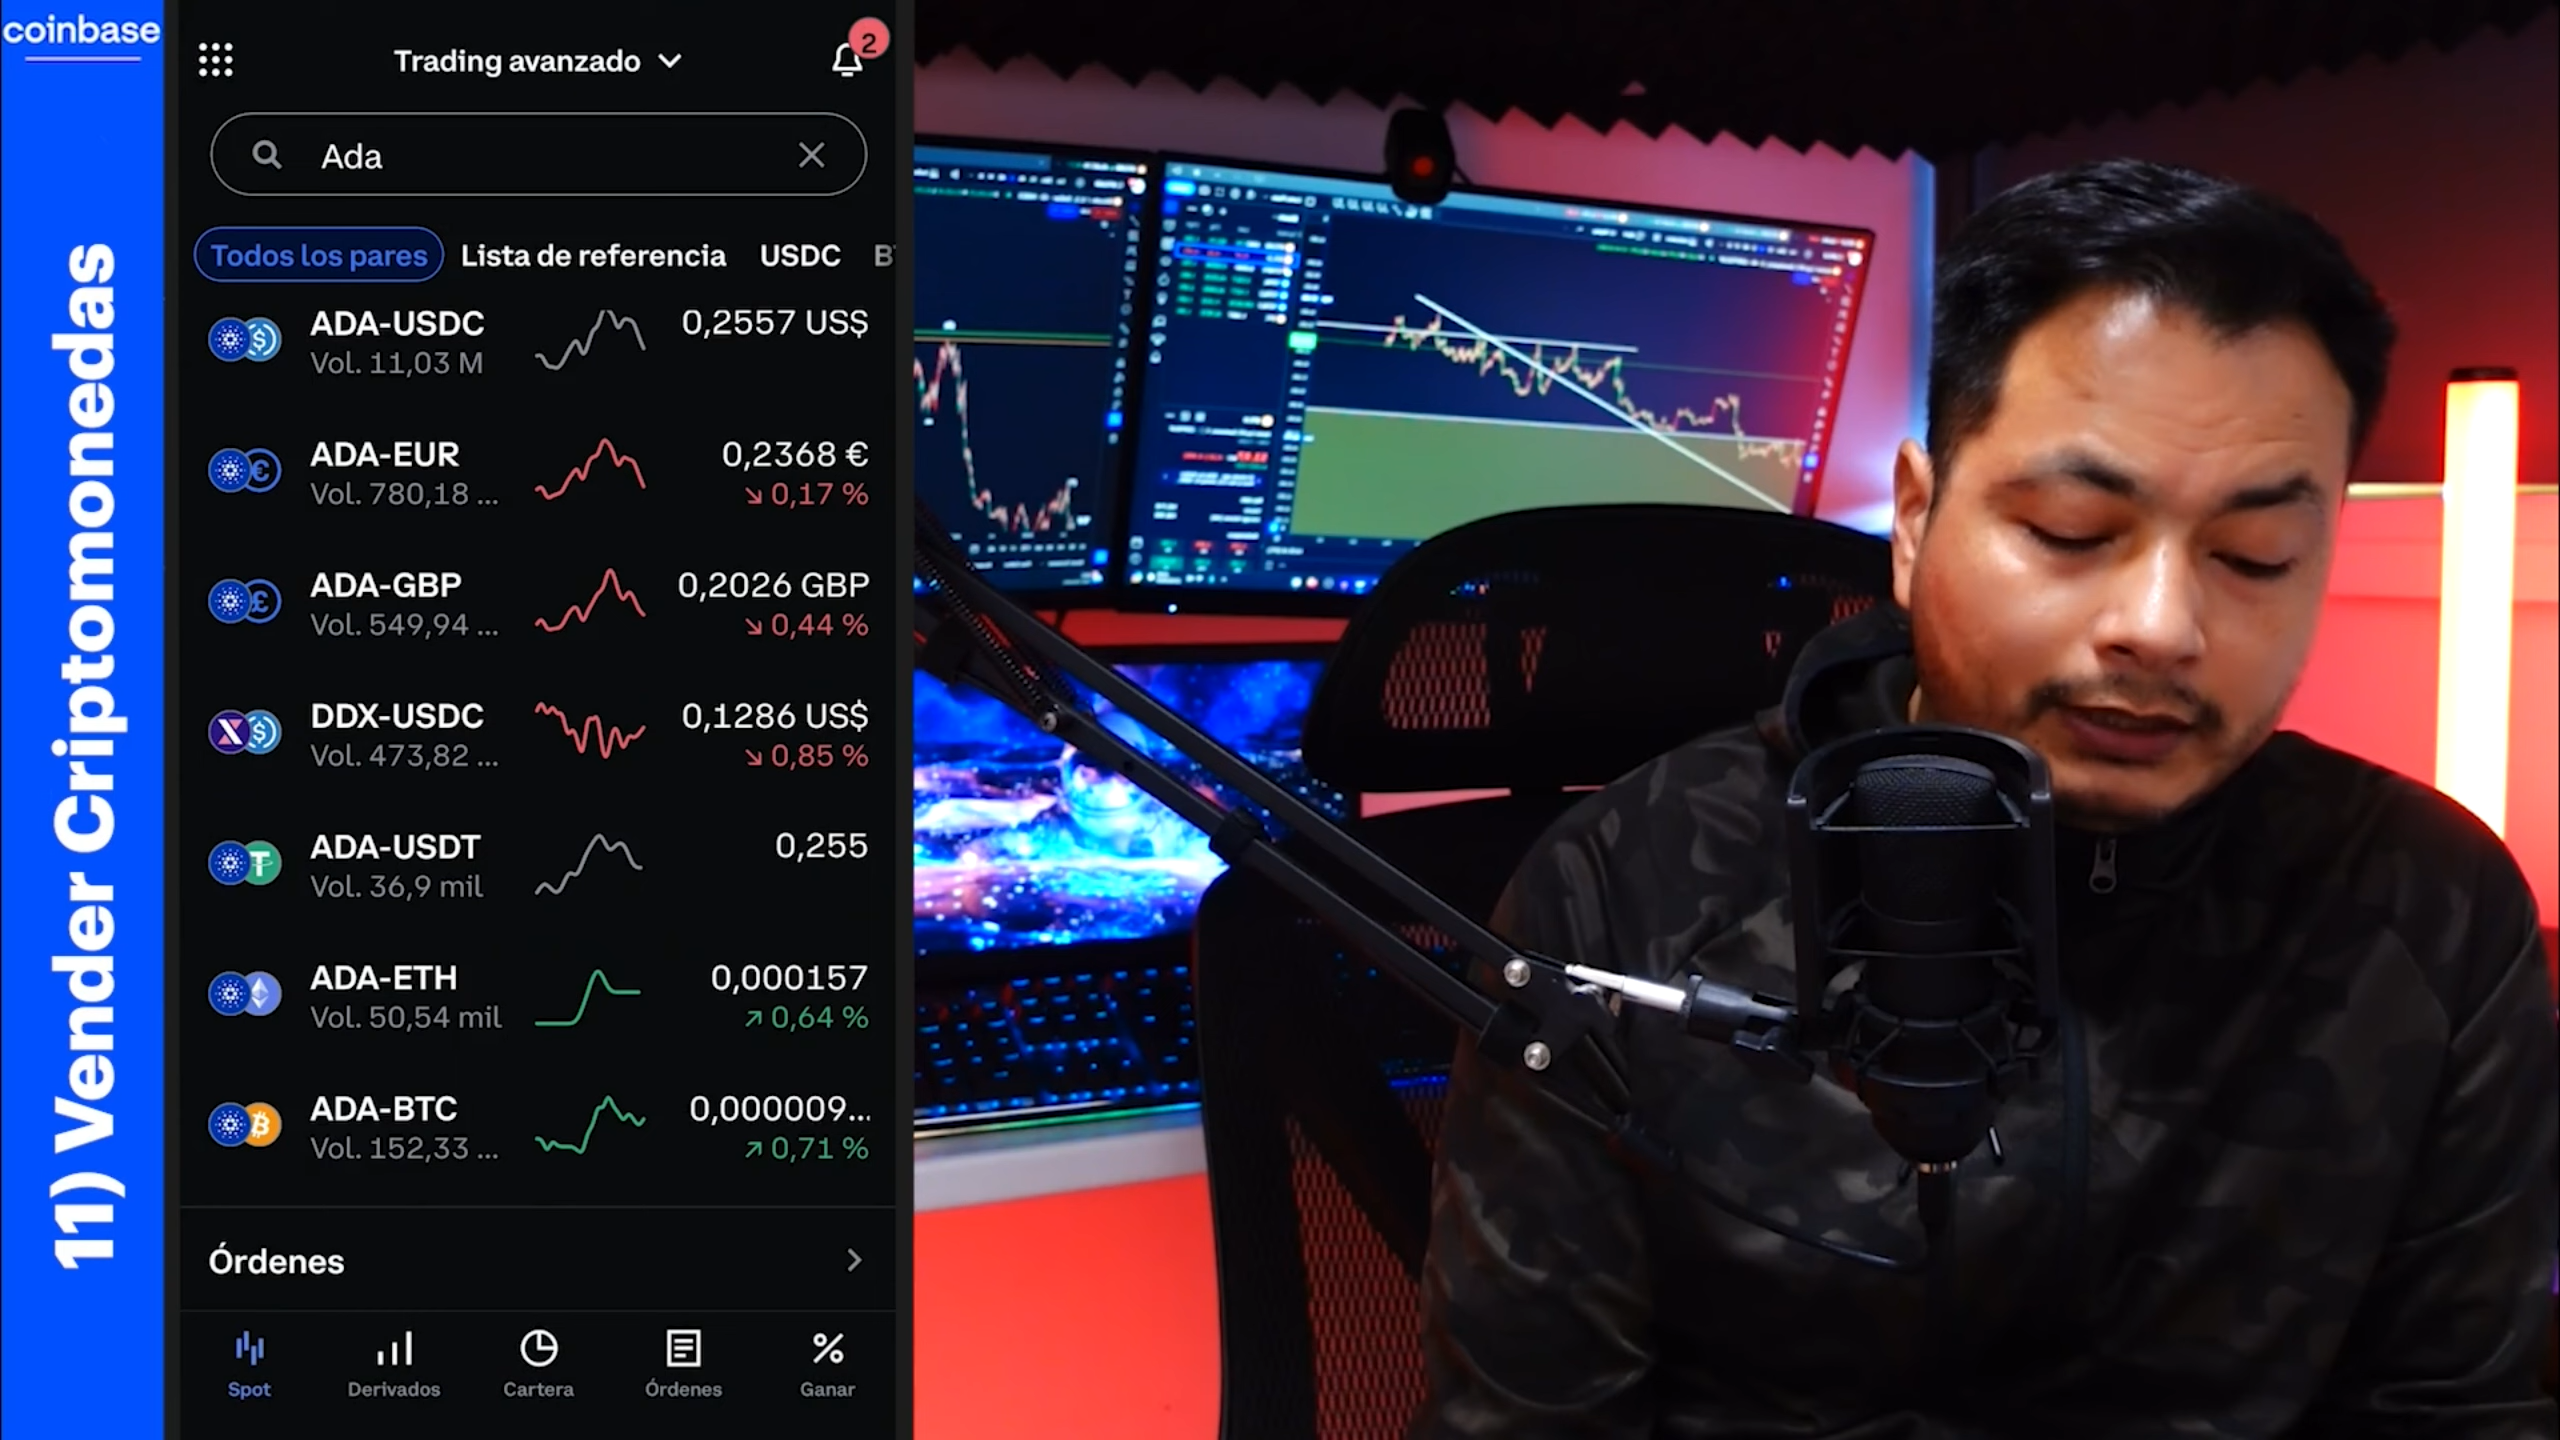 coinbase
11) Vender Criptomonedas
Trading avanzado
2
Ada
Todos los pares Lista de referencia USDC
ADA-USDC 0,2557 US$
Vol. 11,03 M
ADA-EUR 0,2368 €
Vol. 780,18 ... ↘ 0,17 %
ADA-GBP 0,2026 GBP
Vol. 549,94 ... ↘ 0,44 %
DDX-USDC 0,1286 US$
Vol. 473,82 ... ↘ 0,85 %
ADA-USDT 0,255
Vol. 36,9 mil
ADA-ETH 0,000157
Vol. 50,54 mil ↗ 0,64 %
ADA-BTC 0,000009...
Vol. 152,33 ... ↗ 0,71 %
Órdenes
Spot Derivados Cartera Órdenes Ganar